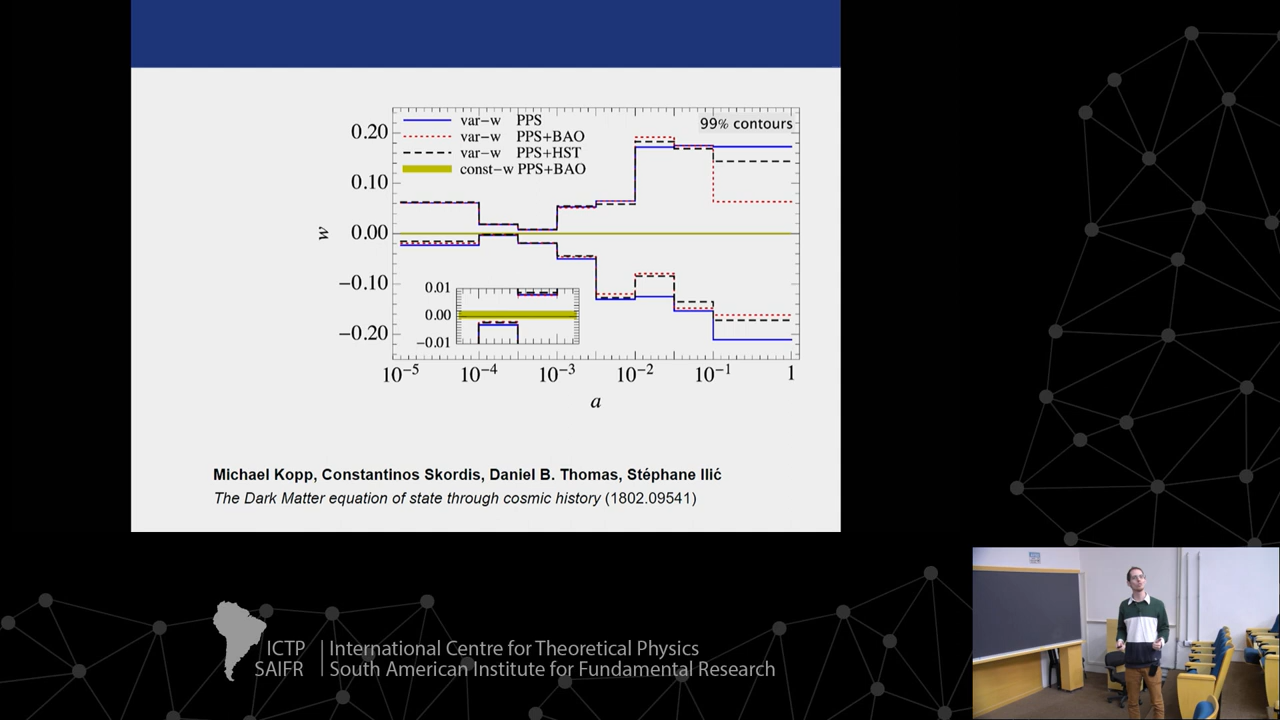 var−w PPS
var−w PPS+BAO
var−w PPS+HST
const−w PPS+BAO
99% contours
0.20
0.10
0.00
−0.10
−0.20
w
0.01
0.00
−0.01
10−5 10−4 10−3 10−2 10−1 1
a
Michael Kopp, Constantinos Skordis, Daniel B. Thomas, Stéphane Ilić
The Dark Matter equation of state through cosmic history (1802.09541)
ICTP
SAIFR
International Centre for Theoretical Physics
South American Institute for Fundamental Research